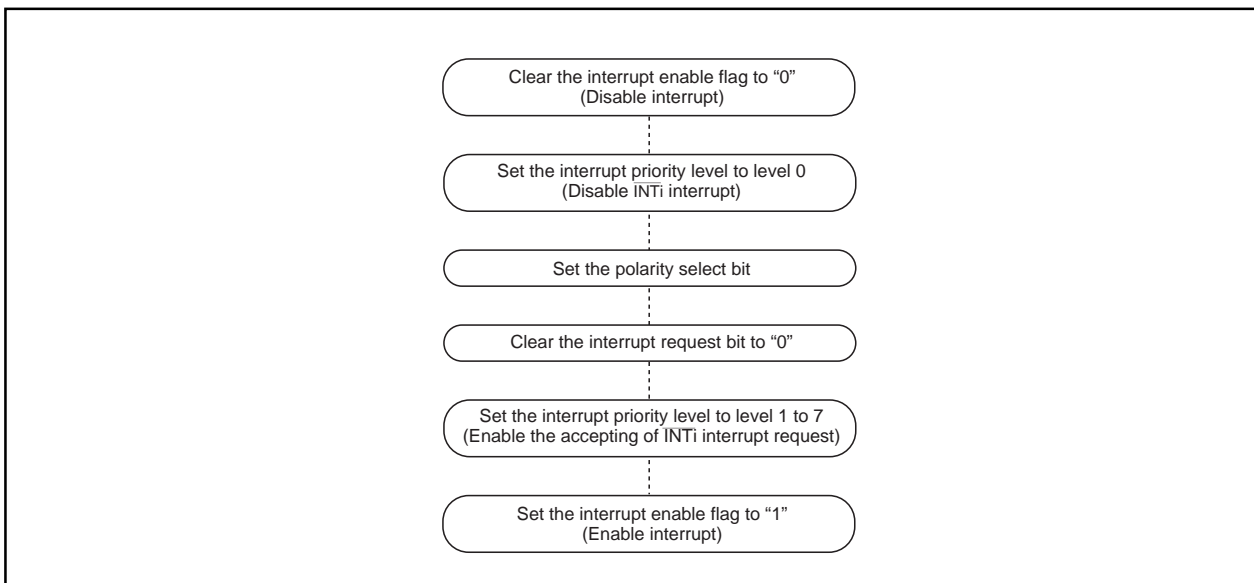 Clear the interrupt enable flag to “0”
(Disable interrupt)
Set the interrupt priority level to level 0
(Disable INTi interrupt)
Set the polarity select bit
Clear the interrupt request bit to “0”
Set the interrupt priority level to level 1 to 7
(Enable the accepting of INTi interrupt request)
Set the interrupt enable flag to “1”
(Enable interrupt)